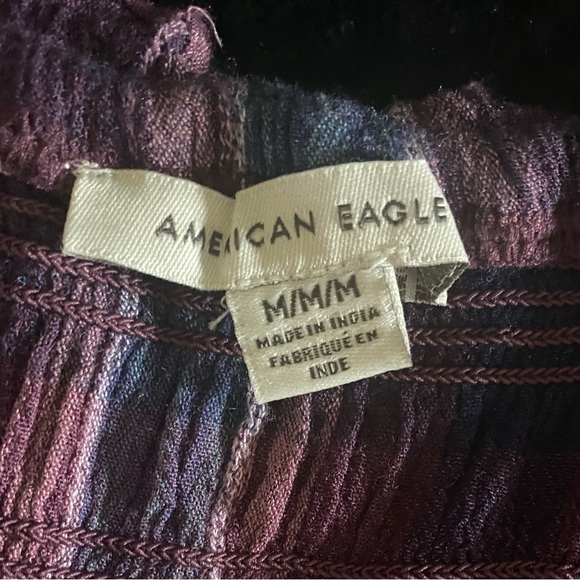 AMERICAN EAGLE
M/M/M
MADE IN INDIA
FABRIQUÉ EN
INDE